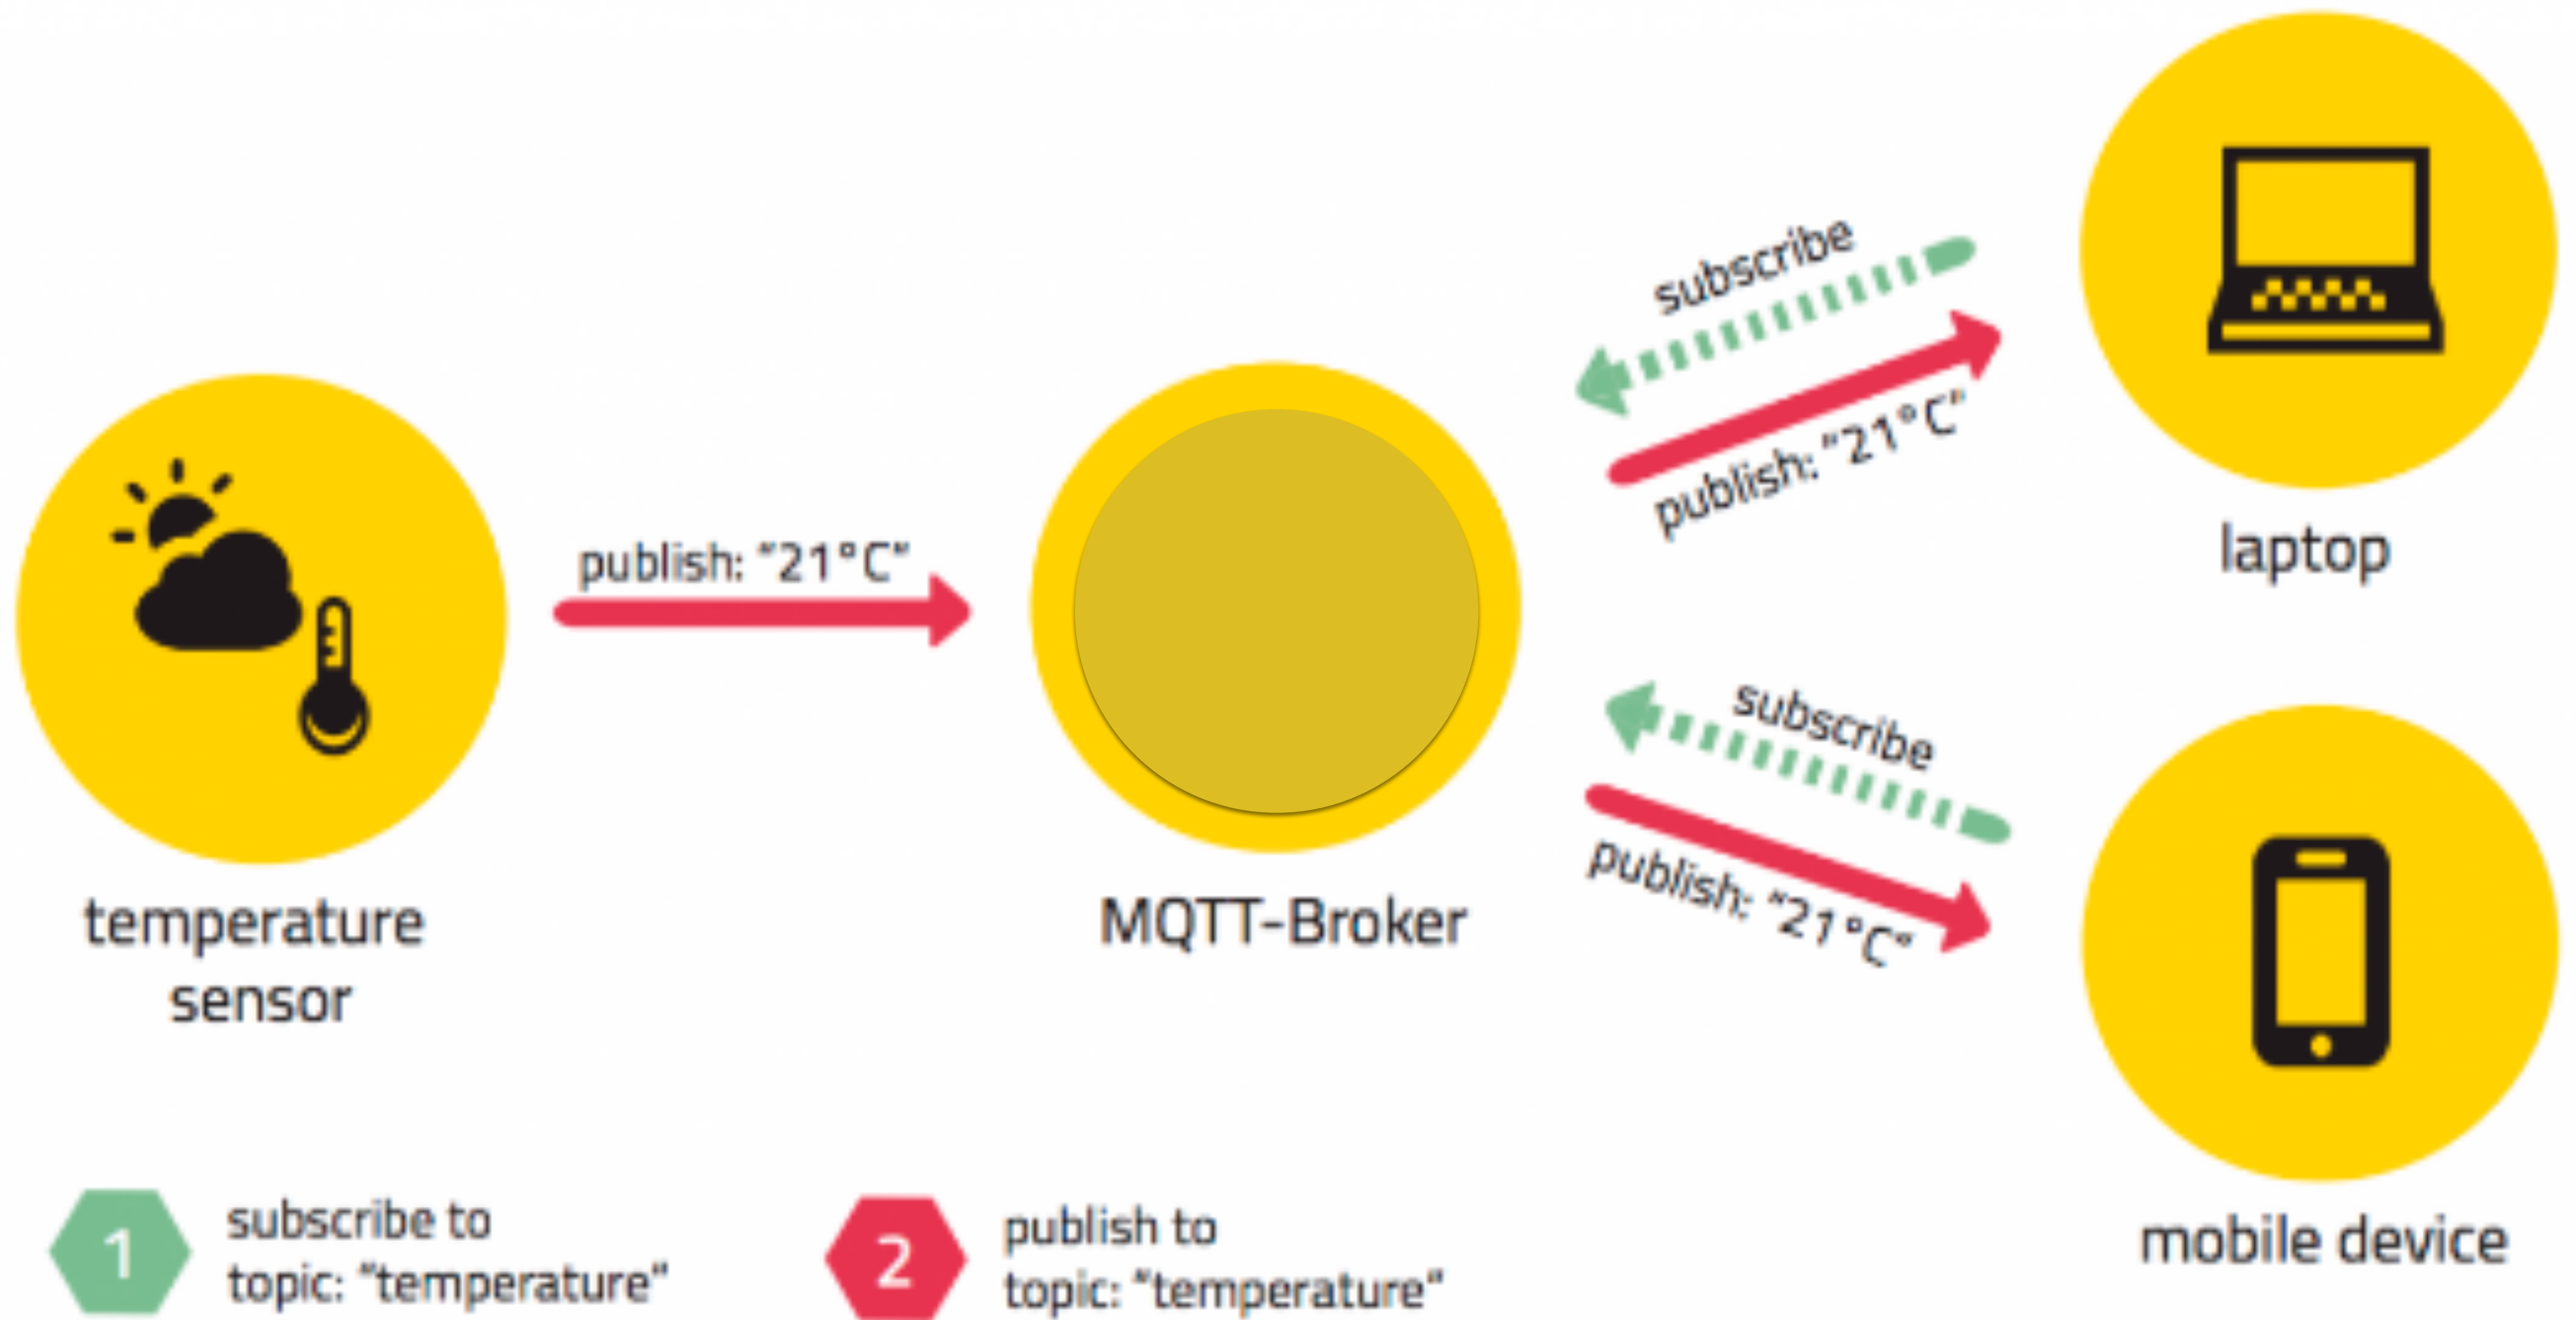 subscribe
publish: "21°C"
laptop
publish: "21°C"
subscribe
publish: "21°C"
temperature
sensor
MQTT-Broker
mobile device
1
subscribe to
topic: "temperature"
2
publish to
topic: "temperature"